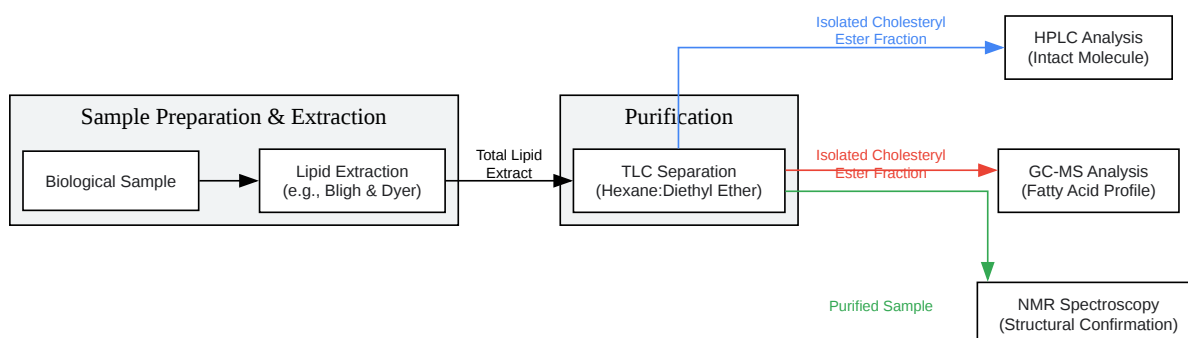 Isolated Cholesteryl
Ester Fraction
HPLC Analysis
(Intact Molecule)
Sample Preparation & Extraction
Purification
Biological Sample
Lipid Extraction
(e.g., Bligh & Dyer)
Total Lipid
Extract
TLC Separation
(Hexane:Diethyl Ether)
Isolated Cholesteryl
Ester Fraction
GC-MS Analysis
(Fatty Acid Profile)
Purified Sample
NMR Spectroscopy
(Structural Confirmation)